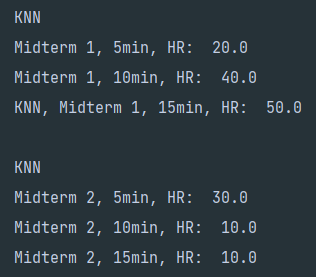 KNN
Midterm 1, 5min, HR:  20.0
Midterm 1, 10min, HR:  40.0
KNN, Midterm 1, 15min, HR:  50.0

KNN
Midterm 2, 5min, HR:  30.0
Midterm 2, 10min, HR:  10.0
Midterm 2, 15min, HR:  10.0